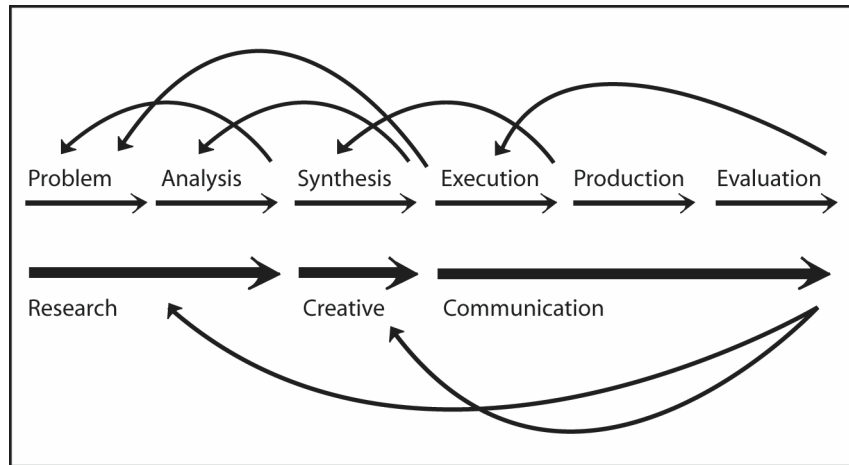 Problem Analysis Synthesis Execution Production Evaluation
Research Creative Communication